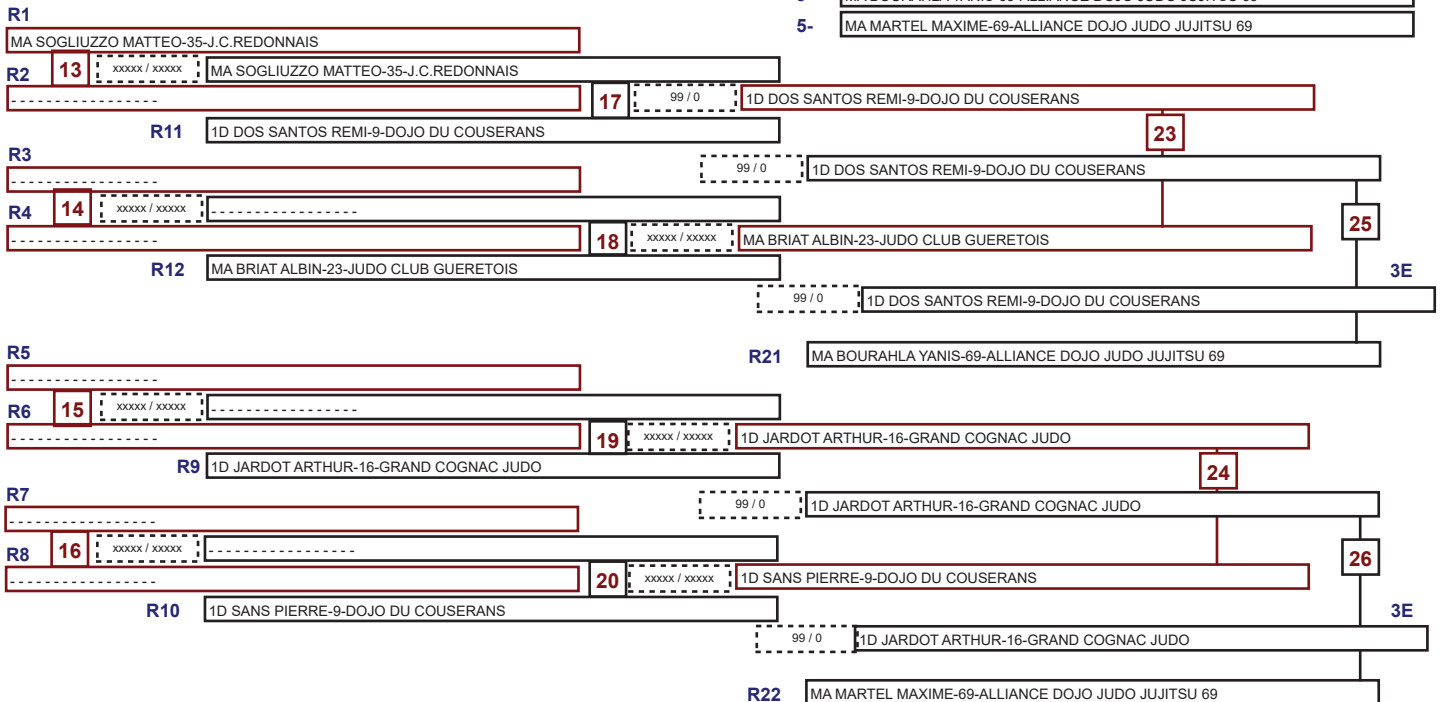 5- MA MARTEL MAXIME-69-ALLIANCE DOJO JUDO JUJITSU 69
R1
MA SOGLIUZZO MATTEO-35-J.C.REDONNAIS
R2 13 xxxxx / xxxxx MA SOGLIUZZO MATTEO-35-J.C.REDONNAIS
- - - - - - - - - - - - - - - - 17 99 / 0 1D DOS SANTOS REMI-9-DOJO DU COUSERANS
R11 1D DOS SANTOS REMI-9-DOJO DU COUSERANS
23
R3
99 / 0 1D DOS SANTOS REMI-9-DOJO DU COUSERANS
- - - - - - - - - - - - - - - -
R4 14 xxxxx / xxxxx - - - - - - - - - - - - - - - -
25
- - - - - - - - - - - - - - - - 18 xxxxx / xxxxx MA BRIAT ALBIN-23-JUDO CLUB GUERETOIS
R12 MA BRIAT ALBIN-23-JUDO CLUB GUERETOIS
3E
99 / 0 1D DOS SANTOS REMI-9-DOJO DU COUSERANS
R5
R21 MA BOURAHLA YANIS-69-ALLIANCE DOJO JUDO JUJITSU 69
- - - - - - - - - - - - - - - -
R6 15 xxxxx / xxxxx - - - - - - - - - - - - - - - -
- - - - - - - - - - - - - - - - 19 xxxxx / xxxxx 1D JARDOT ARTHUR-16-GRAND COGNAC JUDO
R9 1D JARDOT ARTHUR-16-GRAND COGNAC JUDO
24
R7
99 / 0 1D JARDOT ARTHUR-16-GRAND COGNAC JUDO
- - - - - - - - - - - - - - - -
R8 16 xxxxx / xxxxx - - - - - - - - - - - - - - - -
26
- - - - - - - - - - - - - - - - 20 xxxxx / xxxxx 1D SANS PIERRE-9-DOJO DU COUSERANS
R10 1D SANS PIERRE-9-DOJO DU COUSERANS
3E
99 / 0 1D JARDOT ARTHUR-16-GRAND COGNAC JUDO
R22 MA MARTEL MAXIME-69-ALLIANCE DOJO JUDO JUJITSU 69